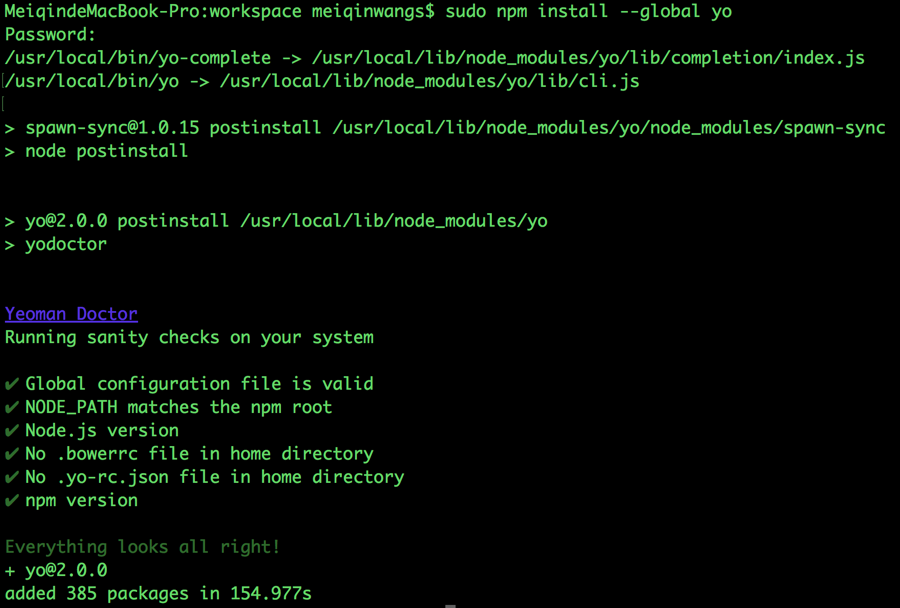 MeiqindeMacBook-Pro:workspace meiqinwangs$ sudo npm install --global yo
Password:
/usr/local/bin/yo-complete -> /usr/local/lib/node_modules/yo/lib/completion/index.js
/usr/local/bin/yo -> /usr/local/lib/node_modules/yo/lib/cli.js
> spawn-sync@1.0.15 postinstall /usr/local/lib/node_modules/yo/node_modules/spawn-sync
> node postinstall
> yo@2.0.0 postinstall /usr/local/lib/node_modules/yo
> yodoctor
Yeoman Doctor
Running sanity checks on your system
✔ Global configuration file is valid
✔ NODE_PATH matches the npm root
✔ Node.js version
✔ No .bowerrc file in home directory
✔ No .yo-rc.json file in home directory
✔ npm version
Everything looks all right!
+ yo@2.0.0
added 385 packages in 154.977s